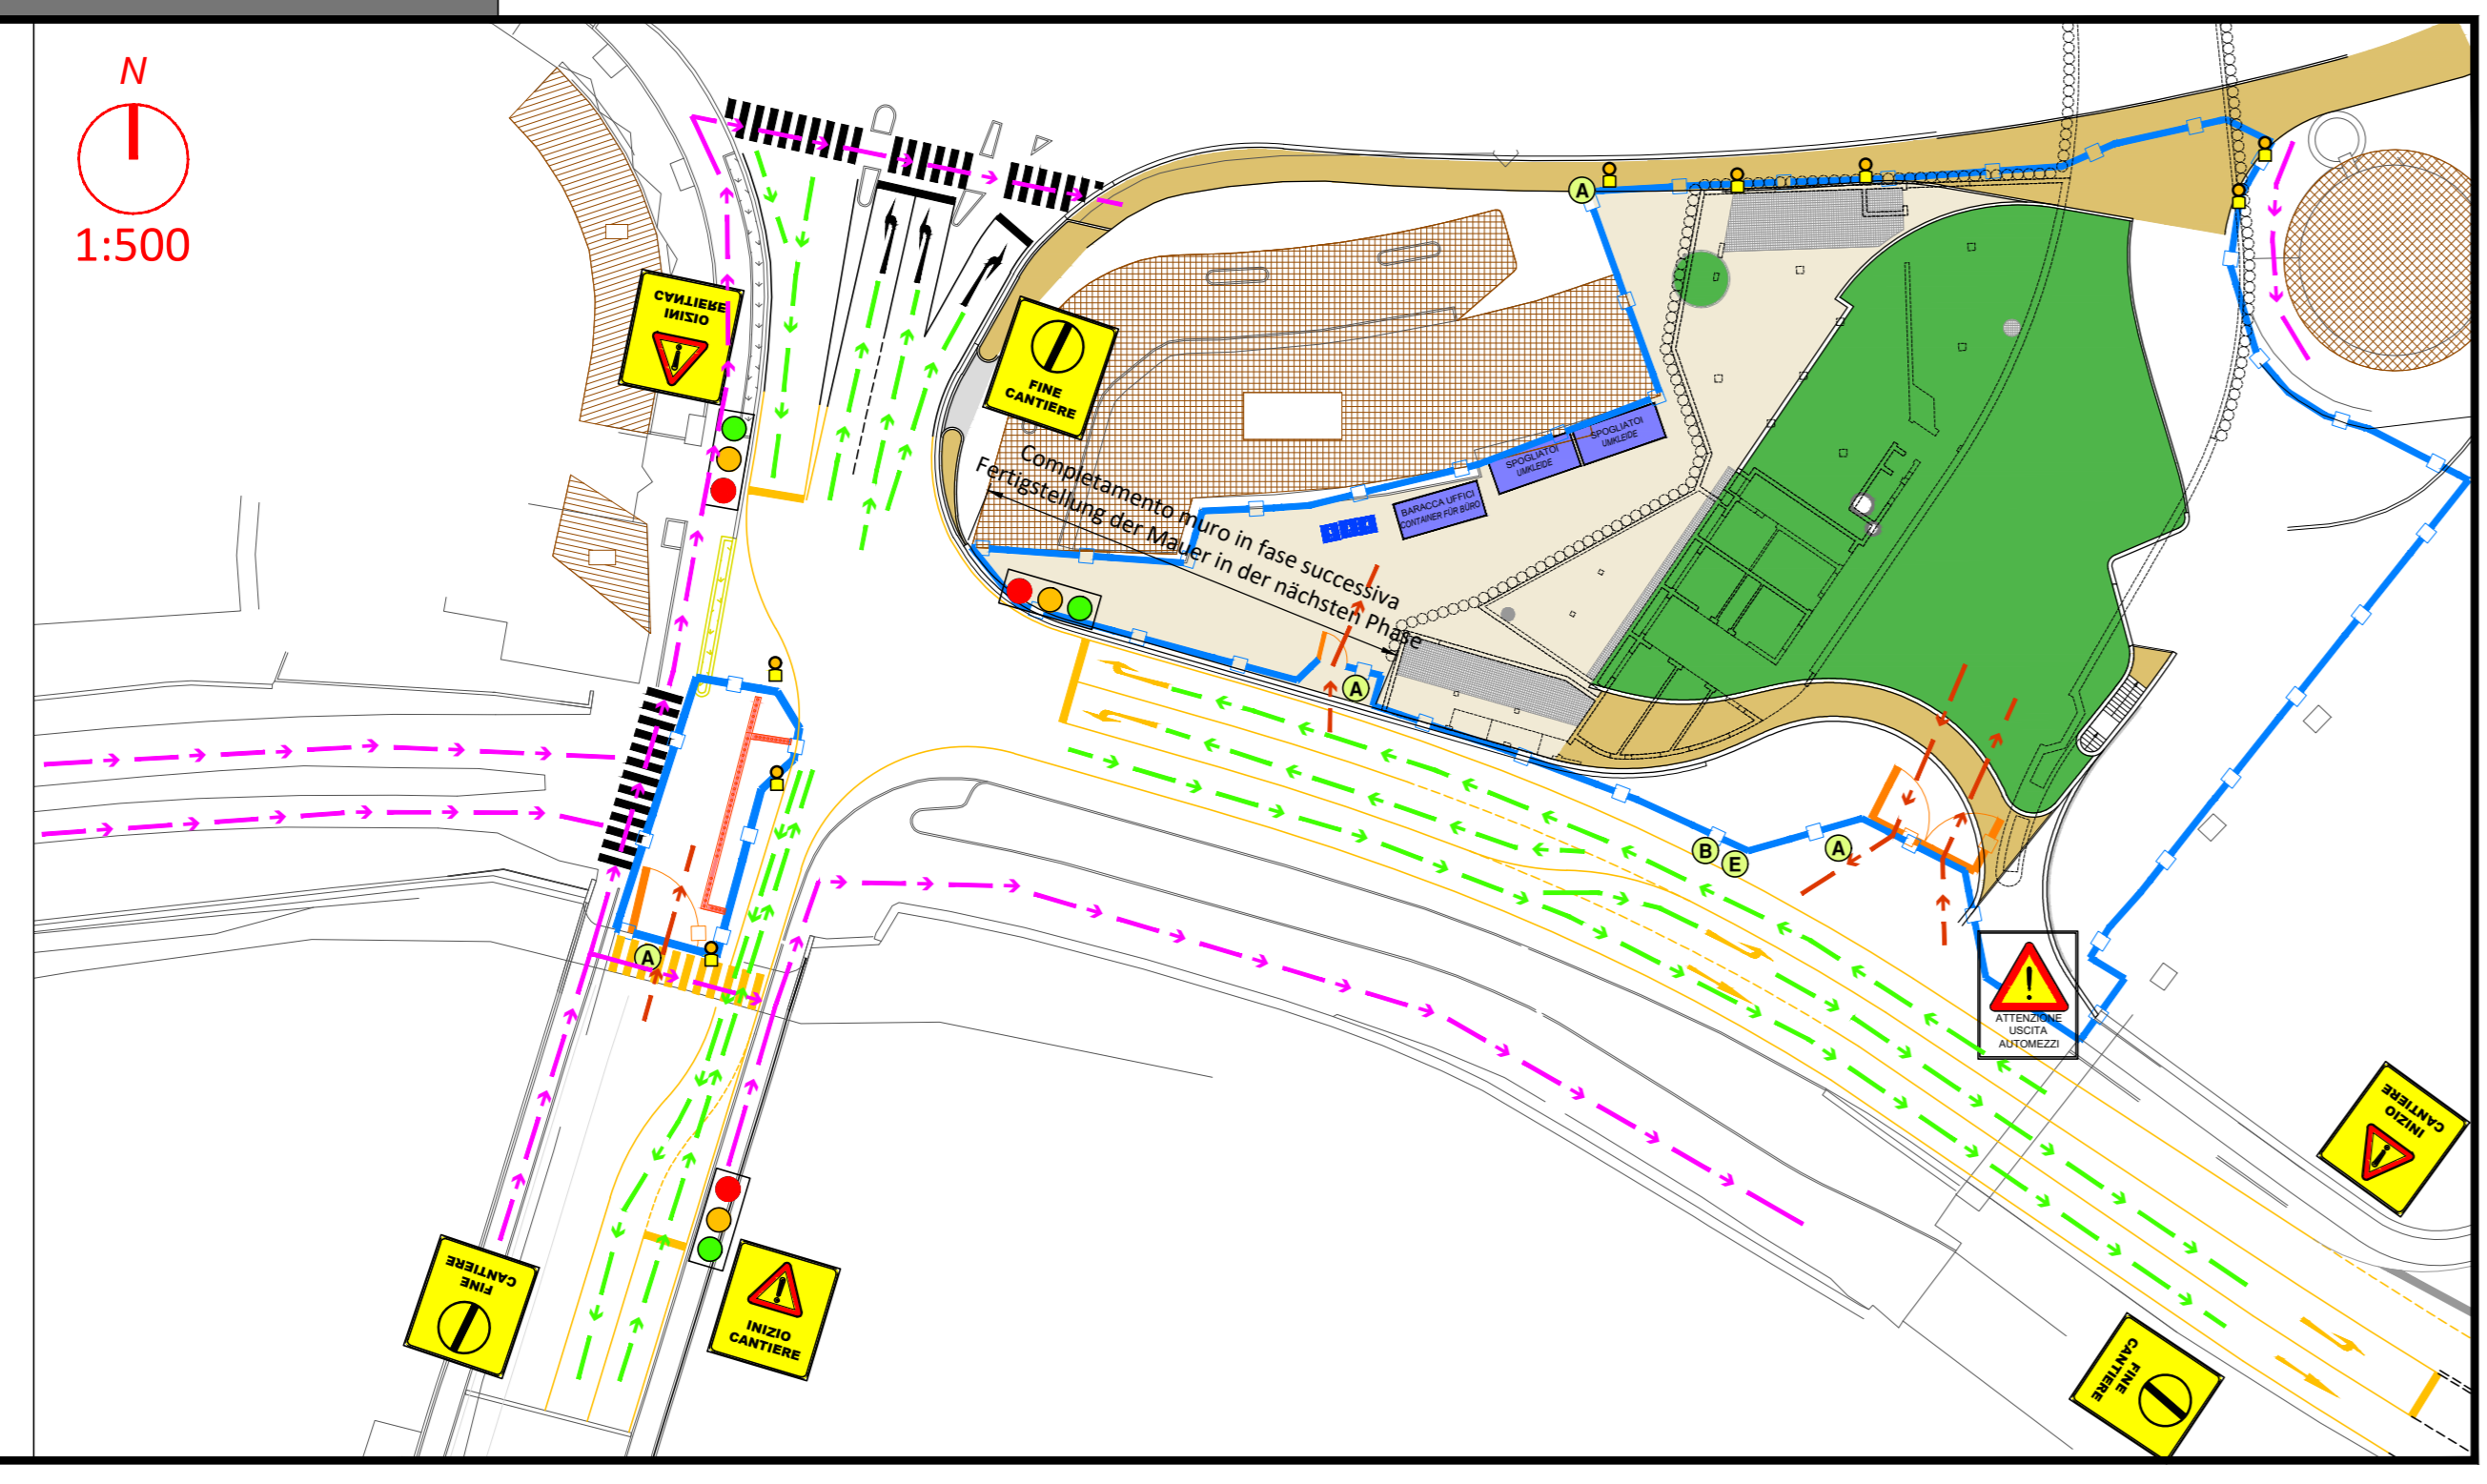 N
1:500
INIZIO
CANTIERE
FINE
CANTIERE
A
SPOGLIATOI
UMKLEIDE
SPOGLIATOI
UMKLEIDE
BARACCA UFFICI
CONTAINER FÜR BÜRO
Completamento muro in fase successiva
Fertigstellung der Mauer in der nächsten Phase
A
B
E
A
A
ATTENZIONE
USCITA
AUTOMEZZI
INIZIO
CANTIERE
FINE
CANTIERE
INIZIO
CANTIERE
FINE
CANTIERE